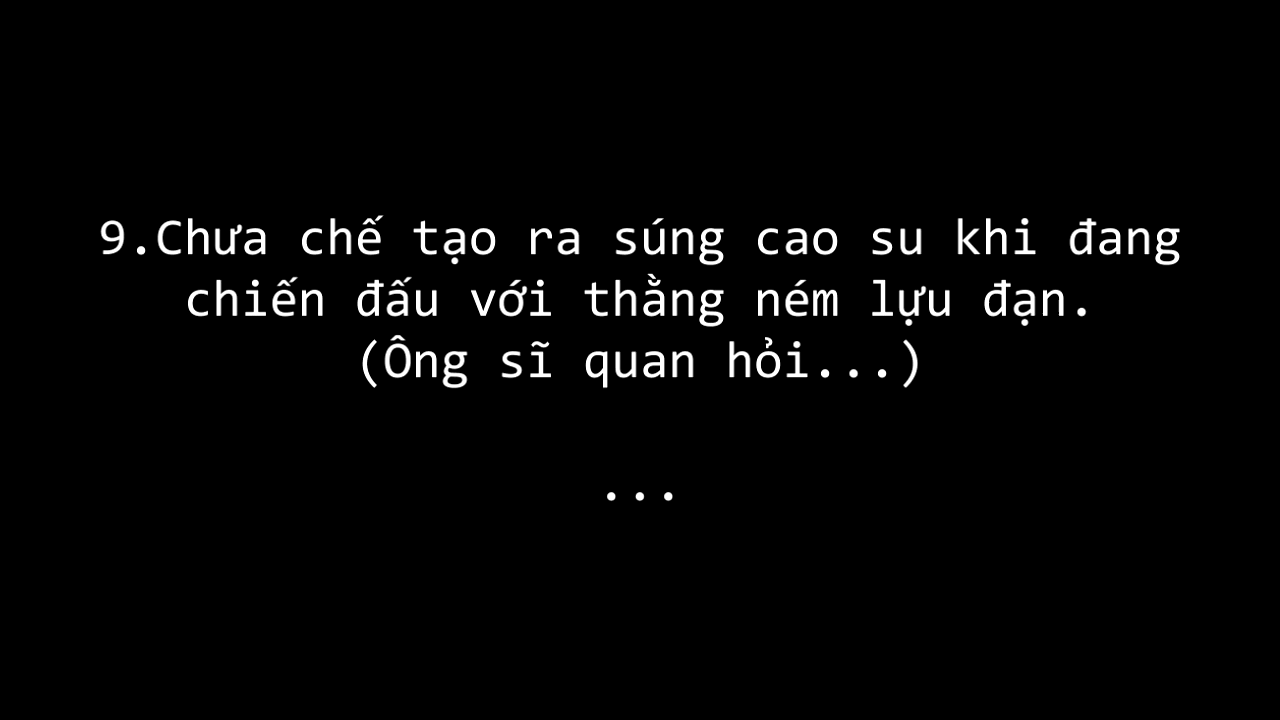 9.Chưa chế tạo ra súng cao su khi đang
chiến đấu với thằng ném lựu đạn.
(Ông sĩ quan hỏi...)
...